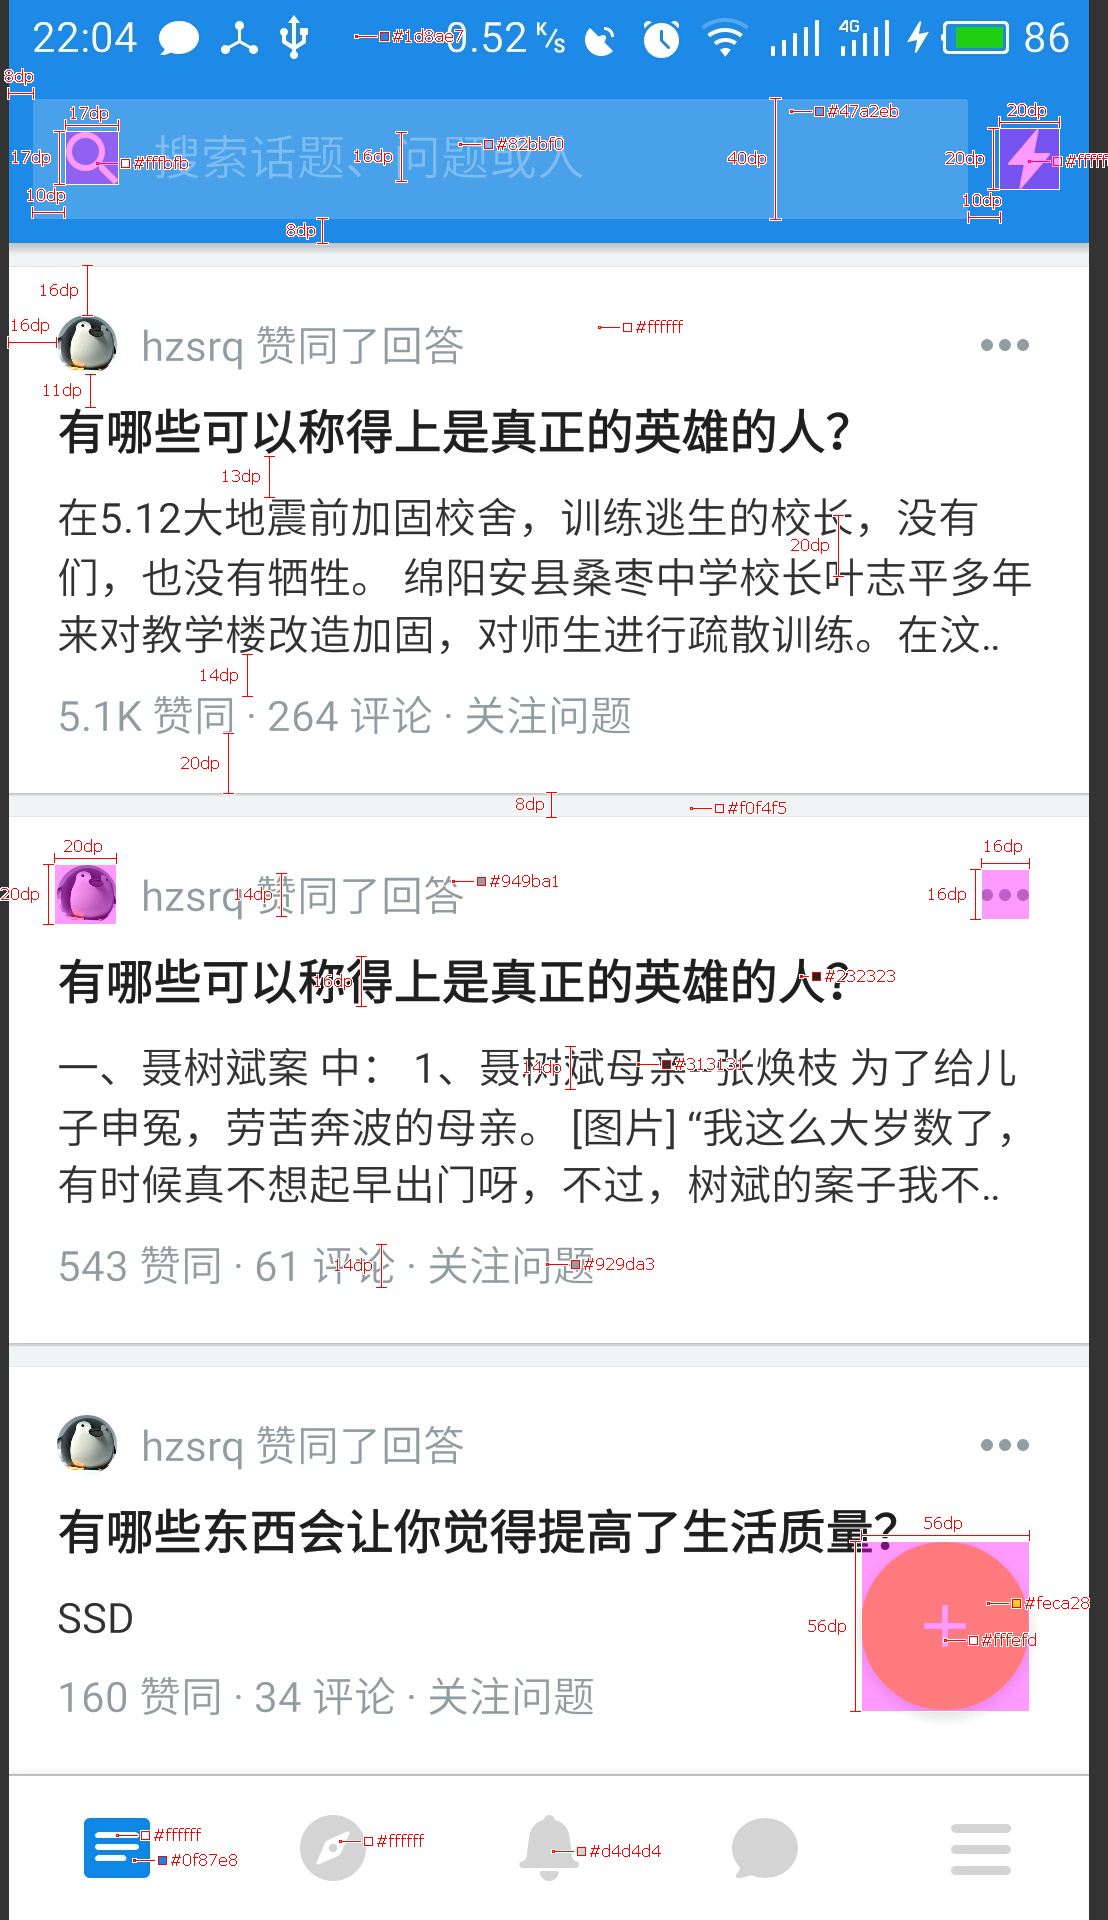 22:04 #1d8ae7 0.52 K/s 4G 86
8dp
17dp #47a2eb 20dp
17dp #fffbfb 搜索话题、问题或人 16dp #82bbf0 40dp 20dp
10dp 10dp
8dp
16dp
16dp #ffffff
hzsrq 赞同了回答
11dp
有哪些可以称得上是真正的英雄的人？
13dp
在5.12大地震前加固校舍，训练逃生的校长，没有
20dp
们，也没有牺牲。 绵阳安县桑枣中学校长叶志平多年
来对教学楼改造加固，对师生进行疏散训练。在汶..
14dp
5.1K 赞同 · 264 评论 · 关注问题
20dp
8dp #f0f4f5
20dp 16dp
20dp hzsrq 赞同了回答 14dp #949ba1 16dp
有哪些可以称得上是真正的英雄的人？ 16dp #232323
一、聂树斌案 中： 1、聂树斌母亲 张焕枝 为了给儿 14dp #313131
子申冤，劳苦奔波的母亲。 [图片] “我这么大岁数了，
有时候真不想起早出门呀，不过，树斌的案子我不..
543 赞同 · 61 评论 · 关注问题 14dp #929da3
hzsrq 赞同了回答
有哪些东西会让你觉得提高了生活质量？
56dp
SSD #feca28
56dp #fffefd
160 赞同 · 34 评论 · 关注问题
#ffffff #ffffff
#0f87e8 #d4d4d4